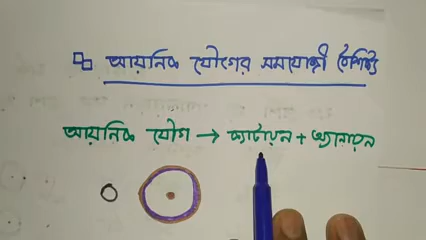 আয়নিক যৌগের সমযোজী বৈশিষ্ট্য
আয়নিক যৌগ → ক্যাটায়ন + অ্যানায়ন